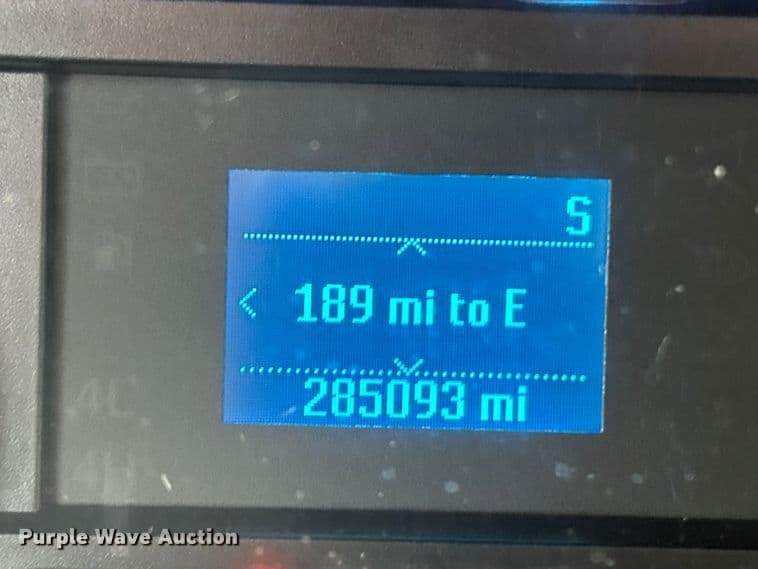 S
189 mi to E
285093 mi
Purple Wave Auction